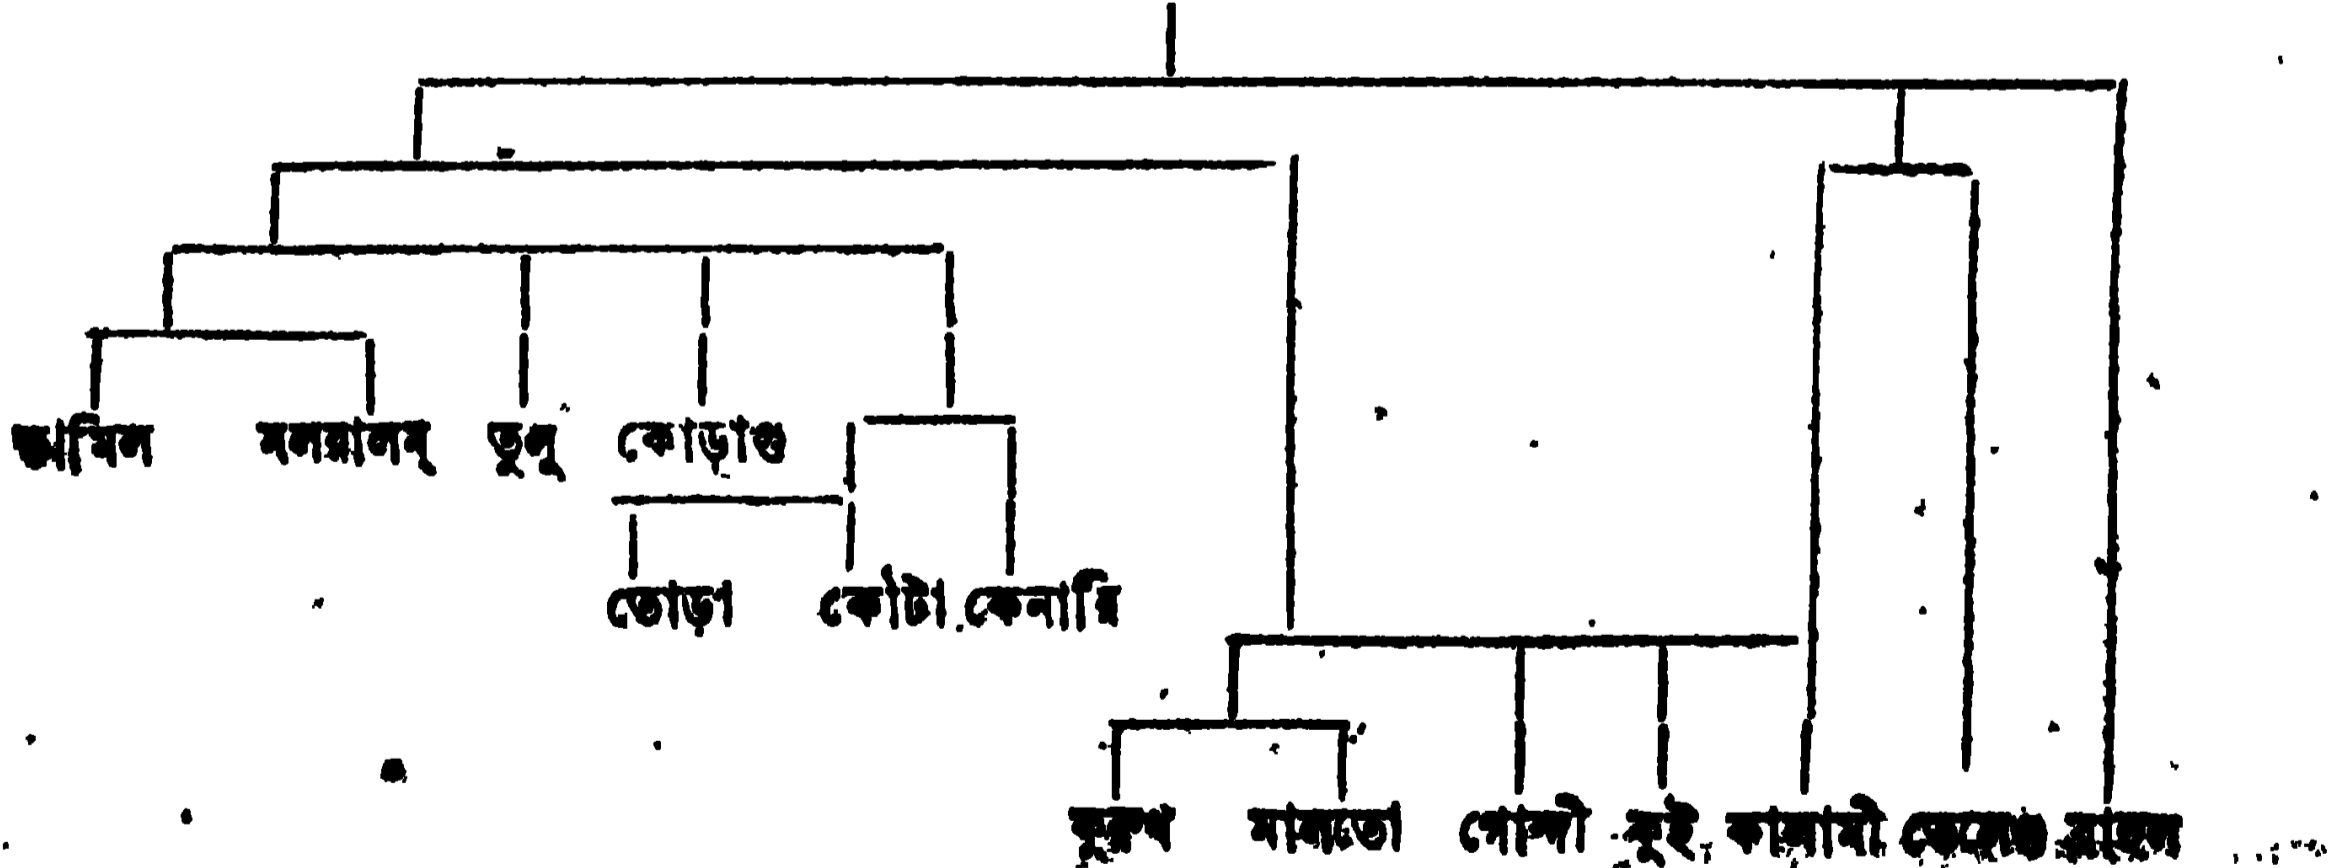 তামিল মলয়ালম্ তুলু কোড়াগু
তোড়া কোটা কেনারি
কুরুখ মালতো গোন্দী কুই কালামী তেলেগু